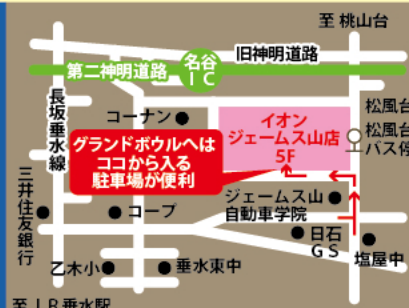 至 桃山台
旧神明道路
名谷
IC
第二神明道路
長坂垂水線
コーナン
イオン
ジェームス山店
5F
松風台
松風台
バス停
グランドボウルへは
ココから入る
駐車場が便利
三井住友銀行
コープ
ジェームス山
自動車学院
日石
GS
塩屋中
乙木小
垂水東中
至 JR垂水駅